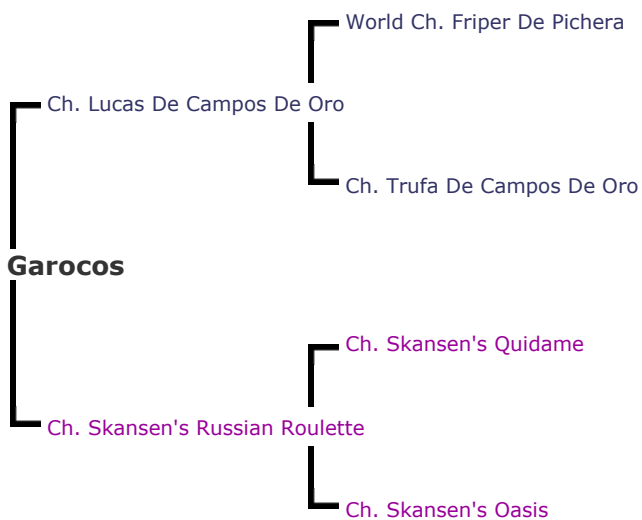 World Ch. Friper De Pichera
Ch. Lucas De Campos De Oro
Ch. Trufa De Campos De Oro
Garocos
Ch. Skansen's Quidame
Ch. Skansen's Russian Roulette
Ch. Skansen's Oasis